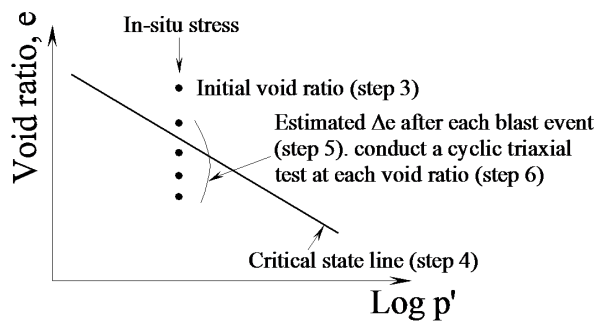 In-situ stress
Initial void ratio (step 3)
Estimated Δe after each blast event
(step 5). conduct a cyclic triaxial
test at each void ratio (step 6)
Critical state line (step 4)
Void ratio, e
Log p'